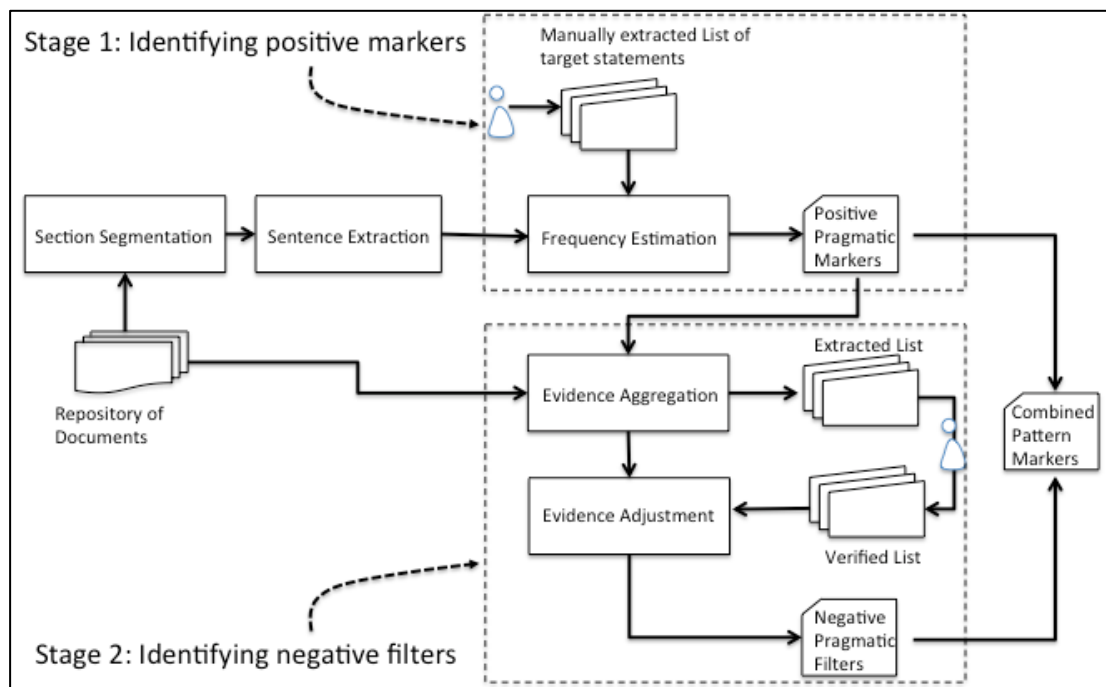 Stage 1: Identifying positive markers
Manually extracted List of
target statements
Section Segmentation
Sentence Extraction
Frequency Estimation
Positive
Pragmatic
Markers
Repository of
Documents
Evidence Aggregation
Extracted List
Combined
Pattern
Markers
Evidence Adjustment
Verified List
Stage 2: Identifying negative filters
Negative
Pragmatic
Filters